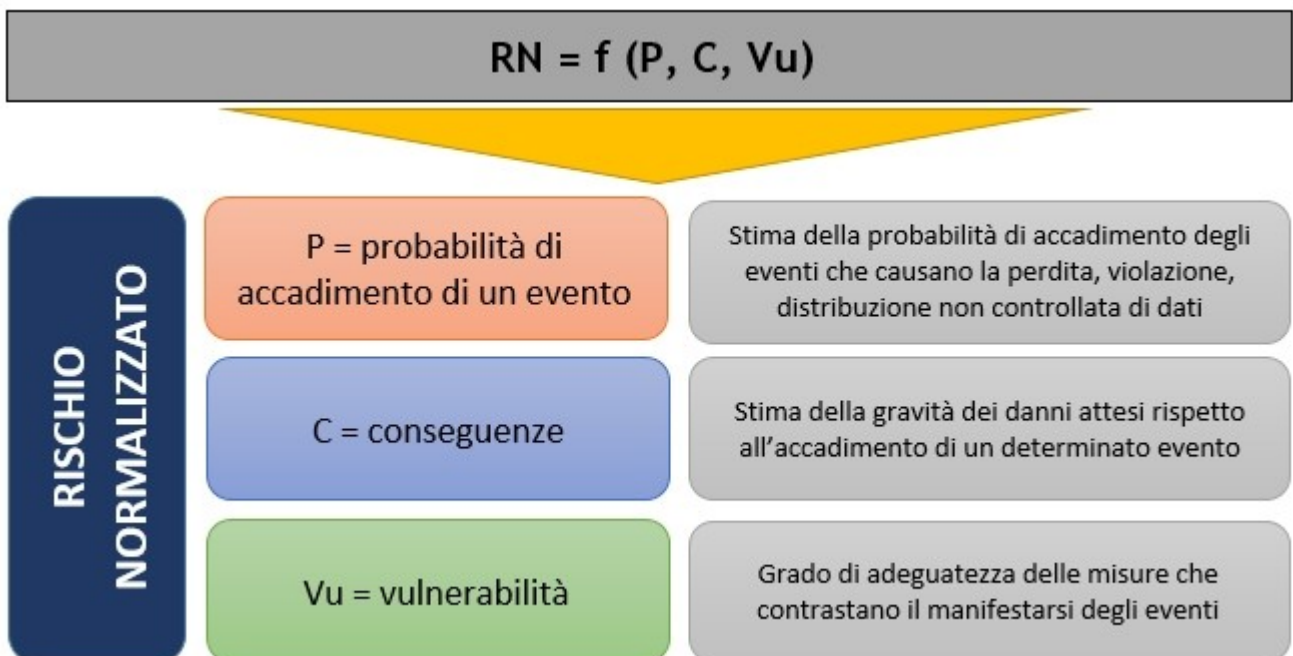 RN = f (P, C, Vu)
RISCHIO
NORMALIZZATO
P = probabilità di
accadimento di un evento
Stima della probabilità di accadimento degli
eventi che causano la perdita, violazione,
distribuzione non controllata di dati
C = conseguenze
Stima della gravità dei danni attesi rispetto
all’accadimento di un determinato evento
Vu = vulnerabilità
Grado di adeguatezza delle misure che
contrastano il manifestarsi degli eventi